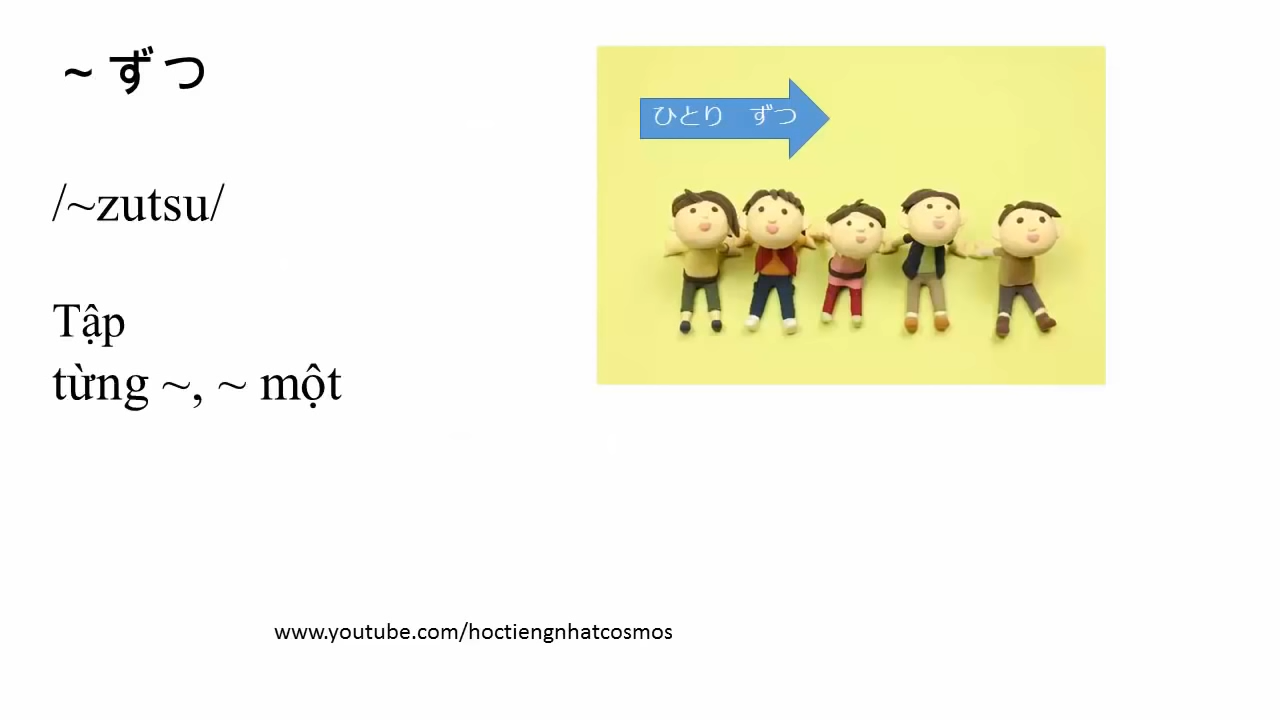 ~ ずつ
ひとり　ずつ
/~zutsu/
Tập
từng ~, ~ một
www.youtube.com/hoctiengnhatcosmos